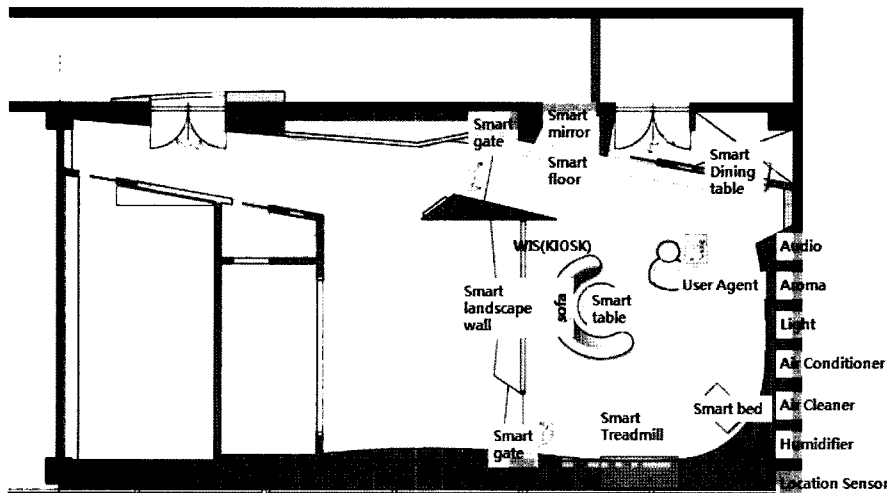 Smart
gate
Smart
mirror
Smart
floor
Smart
Dining
table
WIS(KIOSK)
User Agent
Smart
landscape
wall
sofa
Smart
table
Smart bed
Smart
Treadmill
Smart
gate
Audio
Aroma
Light
Air Conditioner
Air Cleaner
Humidifier
Location Sensor